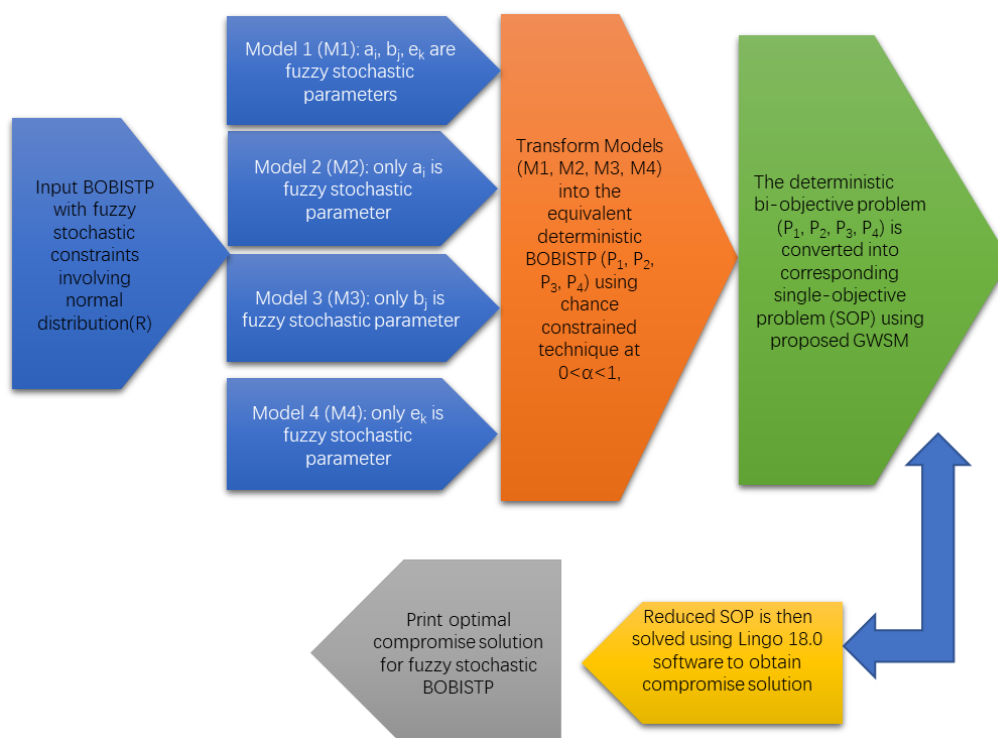 Input BOBISTP
with fuzzy
stochastic
constraints
involving
normal
distribution(R)
Model 1 (M1): aᵢ, bⱼ, eₖ are
fuzzy stochastic
parameters
Model 2 (M2): only aᵢ is
fuzzy stochastic
parameter
Model 3 (M3): only bⱼ is
fuzzy stochastic parameter
Model 4 (M4): only eₖ is
fuzzy stochastic
parameter
Transform Models
(M1, M2, M3, M4)
into the
equivalent
deterministic
BOBISTP (P₁, P₂,
P₃, P₄) using
chance
constrained
technique at
0<α<1,
The deterministic
bi-objective problem
(P₁, P₂, P₃, P₄) is
converted into
corresponding
single-objective
problem (SOP) using
proposed GWSM
Reduced SOP is then
solved using Lingo 18.0
software to obtain
compromise solution
Print optimal
compromise solution
for fuzzy stochastic
BOBISTP